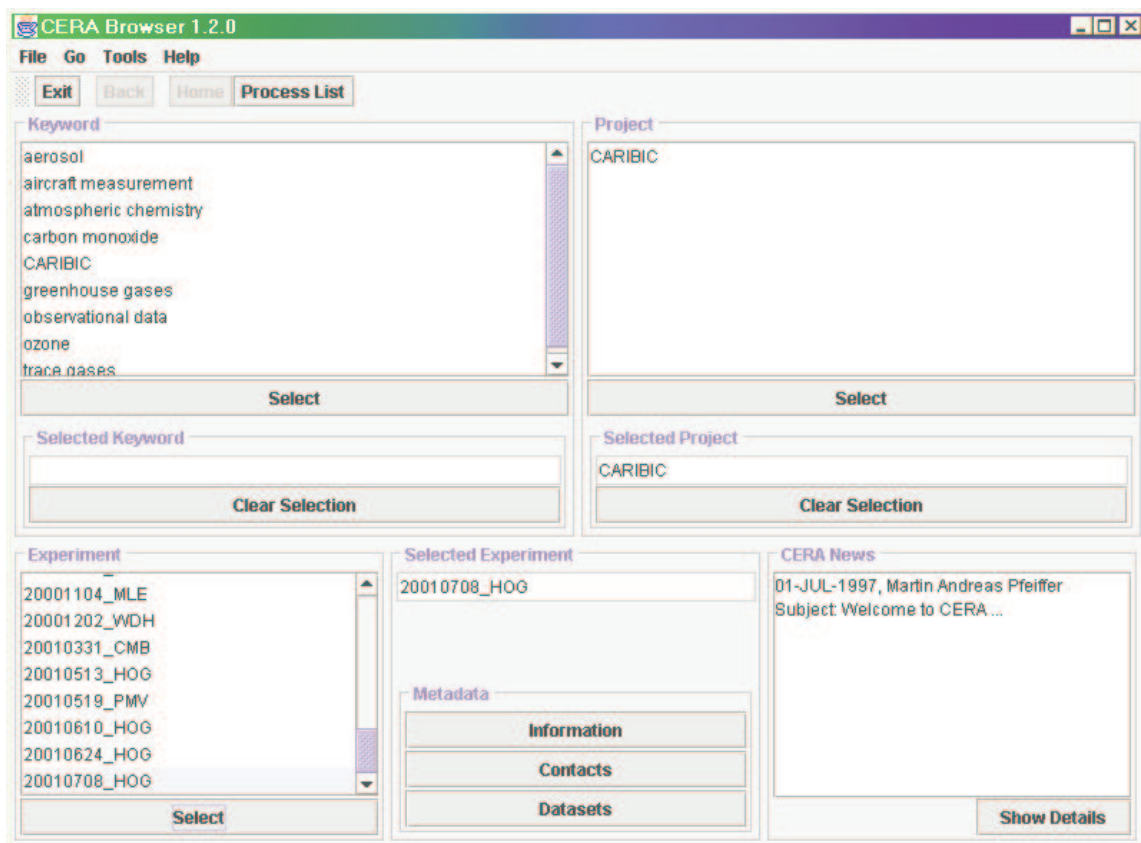 CERA Browser 1.2.0
File Go Tools Help
Exit Back Home Process List
Keyword
aerosol
aircraft measurement
atmospheric chemistry
carbon monoxide
CARIBIC
greenhouse gases
observational data
ozone
trace gases
Select
Selected Keyword
Clear Selection
Project
CARIBIC
Select
Selected Project
CARIBIC
Clear Selection
Experiment
20001104_MLE
20001202_WDH
20010331_CMB
20010513_HOG
20010519_PMV
20010610_HOG
20010624_HOG
20010708_HOG
Select
Selected Experiment
20010708_HOG
Metadata
Information
Contacts
Datasets
CERA News
01-JUL-1997, Martin Andreas Pfeiffer
Subject: Welcome to CERA ...
Show Details